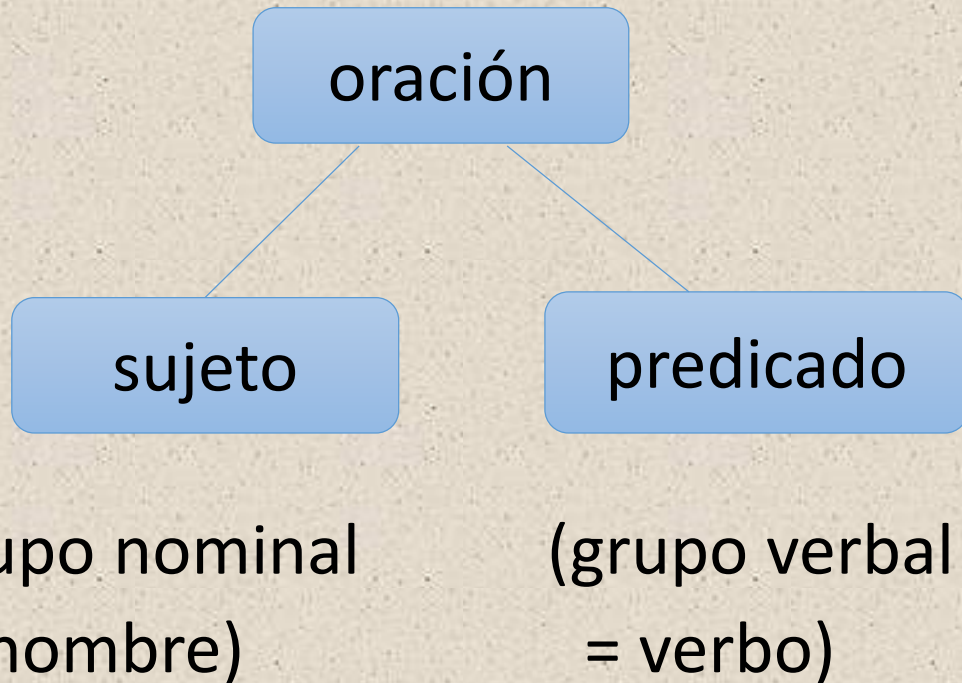 oración
sujeto predicado
upo nominal (grupo verbal
nombre) = verbo)